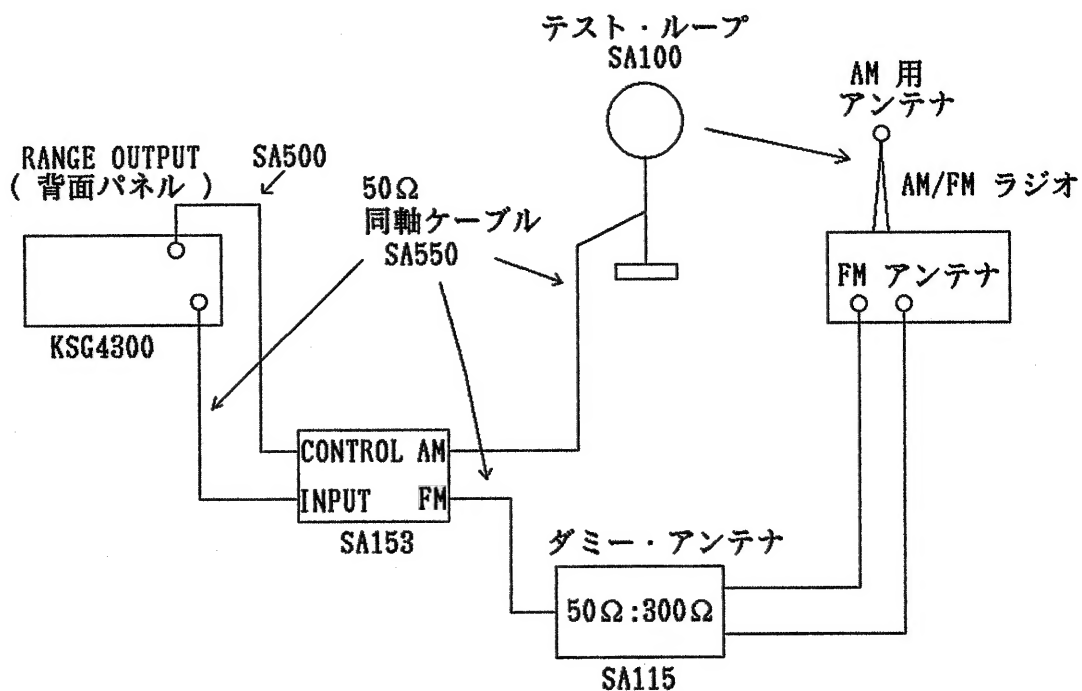 テスト・ループ
SA100
AM 用
アンテナ
RANGE OUTPUT
( 背面パネル )
SA500
50Ω
同軸ケーブル
SA550
AM/FM ラジオ
FM アンテナ
KSG4300
CONTROL AM
INPUT FM
SA153
ダミー・アンテナ
50Ω:300Ω
SA115